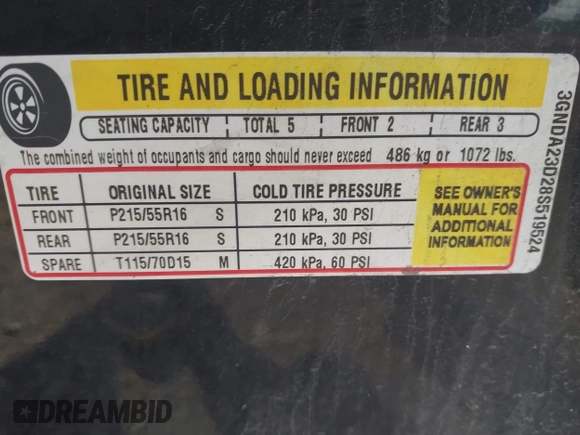 TIRE AND LOADING INFORMATION
SEATING CAPACITY TOTAL 5 FRONT 2 REAR 3
The combined weight of occupants and cargo should never exceed 486 kg or 1072 lbs.
TIRE ORIGINAL SIZE COLD TIRE PRESSURE
FRONT P215/55R16 S 210 kPa, 30 PSI
REAR P215/55R16 S 210 kPa, 30 PSI
SPARE T115/70D15 M 420 kPa, 60 PSI
SEE OWNER'S
MANUAL FOR
ADDITIONAL
INFORMATION
3GNDA23D28S519524
DREAMBID